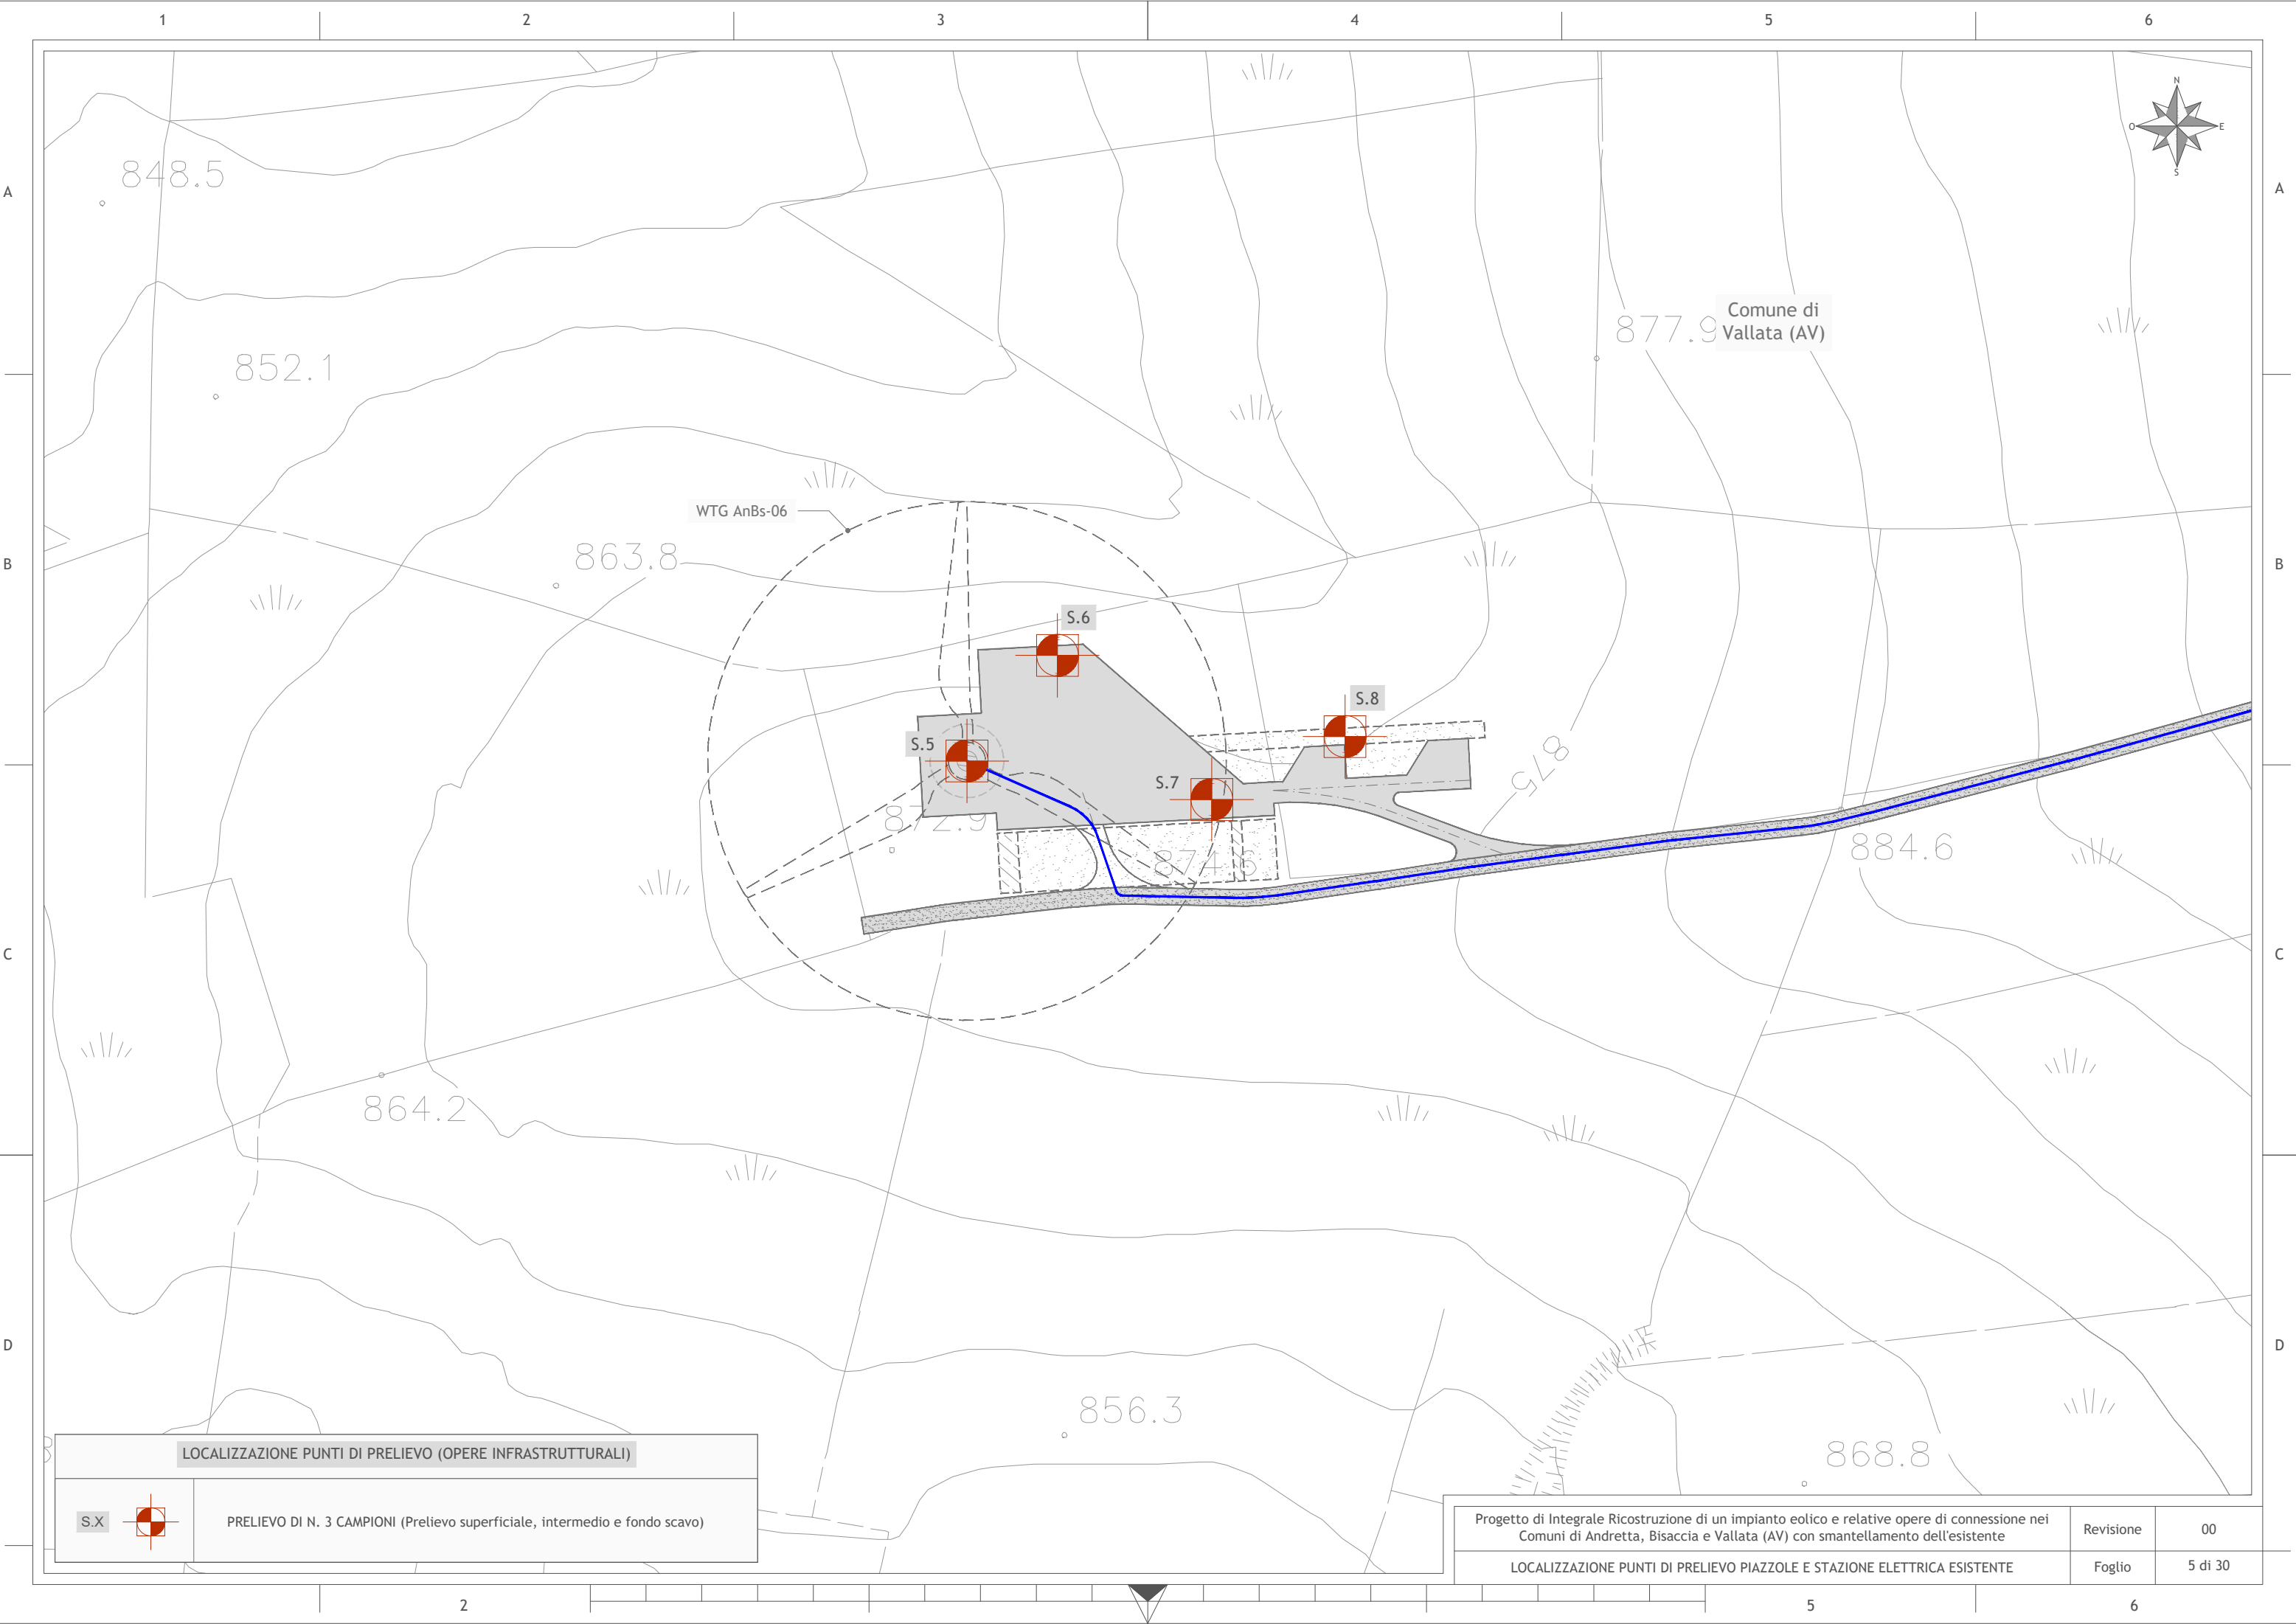 1 2 3 4 5 6
N
O E
S
A A
848.5
Comune di
Vallata (AV)
877.9
852.1
WTG AnBs-06
B B
863.8
S.6
S.8
S.5
S.7
875
872.9
874.6
884.6
C C
864.2
D D
856.3
868.8
LOCALIZZAZIONE PUNTI DI PRELIEVO (OPERE INFRASTRUTTURALI)
S.X PRELIEVO DI N. 3 CAMPIONI (Prelievo superficiale, intermedio e fondo scavo)
Progetto di Integrale Ricostruzione di un impianto eolico e relative opere di connessione nei
Comuni di Andretta, Bisaccia e Vallata (AV) con smantellamento dell'esistente
Revisione 00
LOCALIZZAZIONE PUNTI DI PRELIEVO PIAZZOLE E STAZIONE ELETTRICA ESISTENTE
Foglio 5 di 30
2 5 6